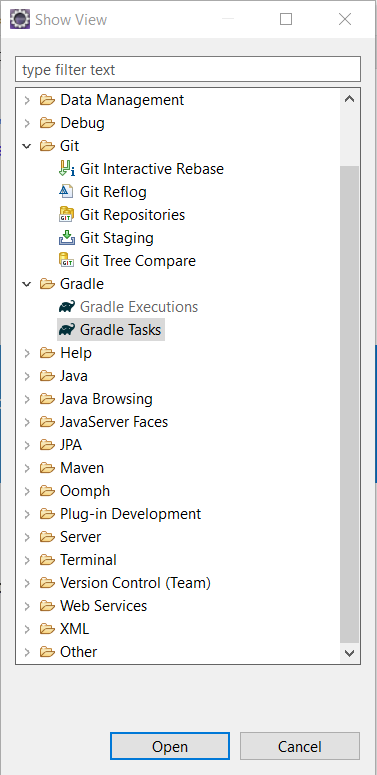 Show View
type filter text
Data Management
Debug
Git
Git Interactive Rebase
Git Reflog
Git Repositories
Git Staging
Git Tree Compare
Gradle
Gradle Executions
Gradle Tasks
Help
Java
Java Browsing
JavaServer Faces
JPA
Maven
Oomph
Plug-in Development
Server
Terminal
Version Control (Team)
Web Services
XML
Other
Open
Cancel